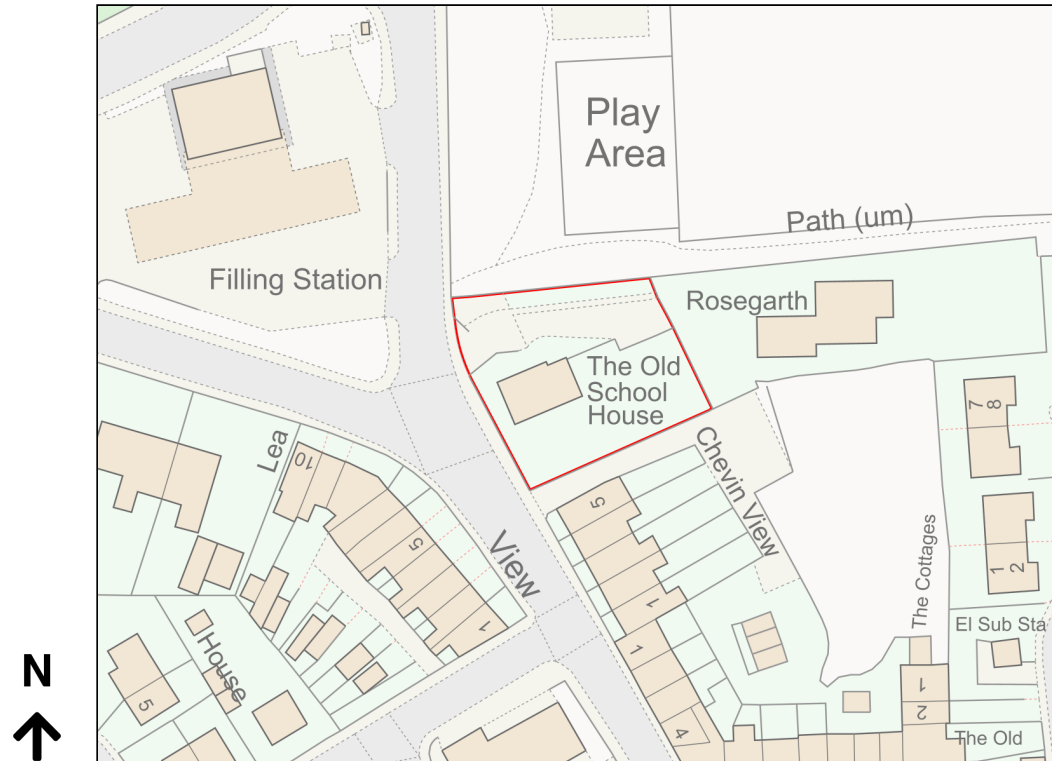 Play
Area
Path (um)
Filling Station
Rosegarth
The Old
School
House
7
8
Lea
10
5
Chevin View
5
View
1
2
The Cottages
1
1
El Sub Sta
N
House
1
5
1
2
4
The Old